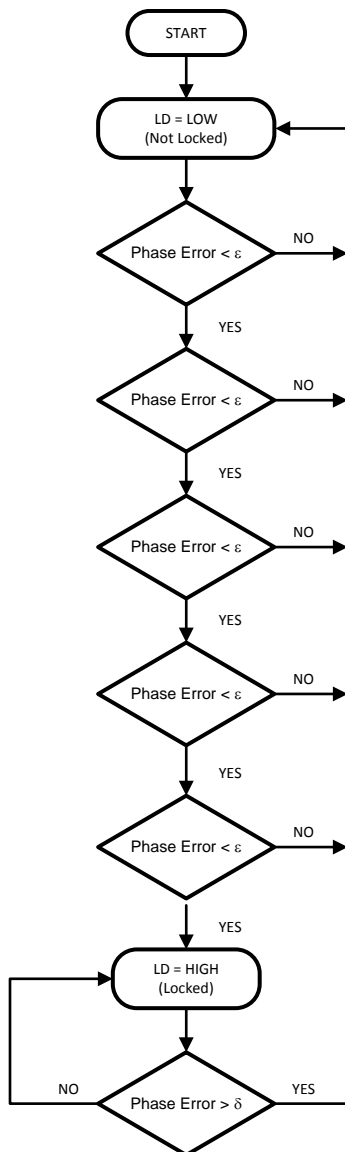 START
LD = LOW
(Not Locked)
Phase Error < ε
NO
YES
Phase Error < ε
NO
YES
Phase Error < ε
NO
YES
Phase Error < ε
NO
YES
Phase Error < ε
NO
YES
LD = HIGH
(Locked)
NO
Phase Error > δ
YES